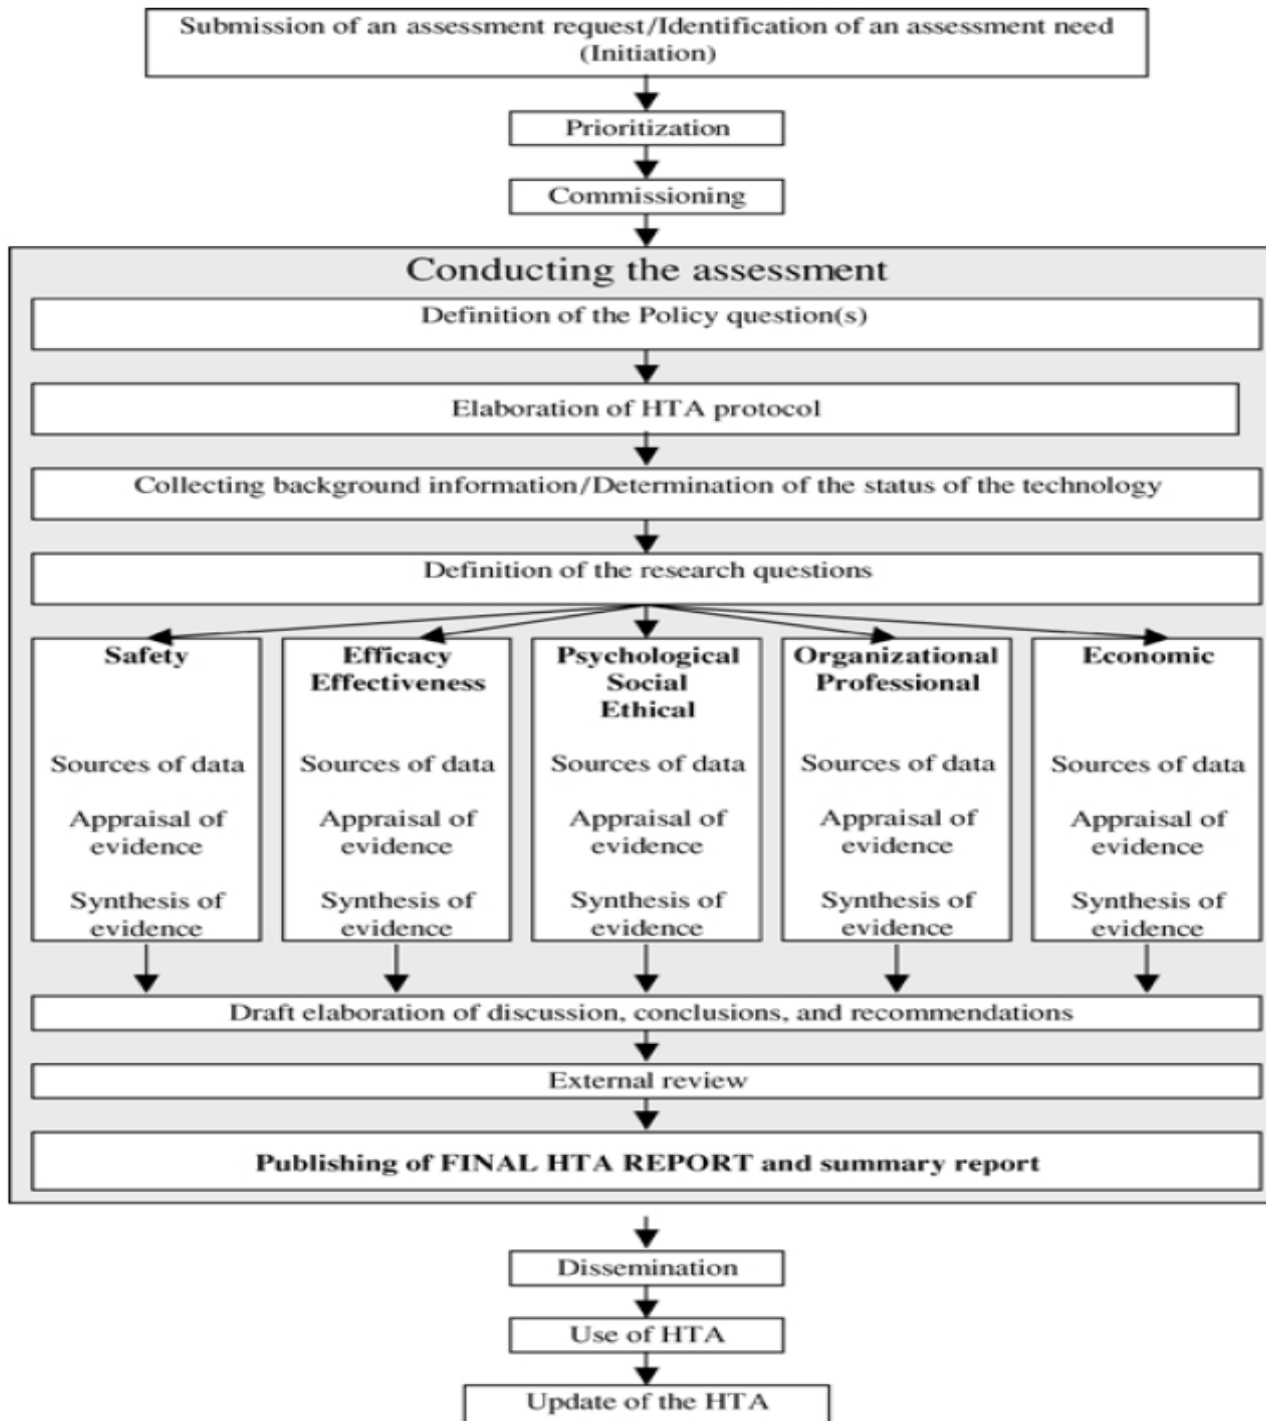 Submission of an assessment request/Identification of an assessment need
(Initiation)
Prioritization
Commissioning
Conducting the assessment
Definition of the Policy question(s)
Elaboration of HTA protocol
Collecting background information/Determination of the status of the technology
Definition of the research questions
Safety
Sources of data
Appraisal of
evidence
Synthesis of
evidence
Efficacy
Effectiveness
Sources of data
Appraisal of
evidence
Synthesis of
evidence
Psychological
Social
Ethical
Sources of data
Appraisal of
evidence
Synthesis of
evidence
Organizational
Professional
Sources of data
Appraisal of
evidence
Synthesis of
evidence
Economic
Sources of data
Appraisal of
evidence
Synthesis of
evidence
Draft elaboration of discussion, conclusions, and recommendations
External review
Publishing of FINAL HTA REPORT and summary report
Dissemination
Use of HTA
Update of the HTA